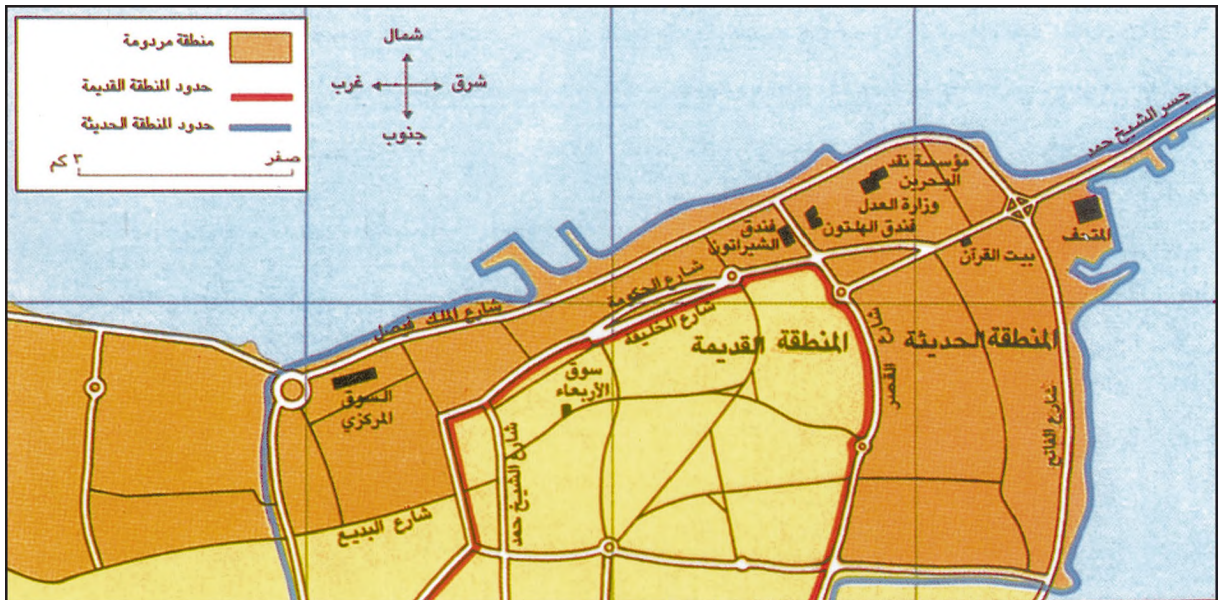 منطقة مردومة
حدود المنطقة القديمة
حدود المنطقة الحديثة
صفر
٣ كم
شمال
شرق
غرب
جنوب
جسر الشيخ حمد
مؤسسة نقد
البحرين
وزارة العدل
فندق الهلتون
فندق
الشيراتون
المتحف
بيت القرآن
شارع الحكومة
شارع الملك فيصل
شارع الخليفة
المنطقة القديمة
شارع القصر
المنطقة الحديثة
سوق
الأربعاء
السوق
المركزي
شارع الفاتح
شارع الشيخ حمد
شارع البديع